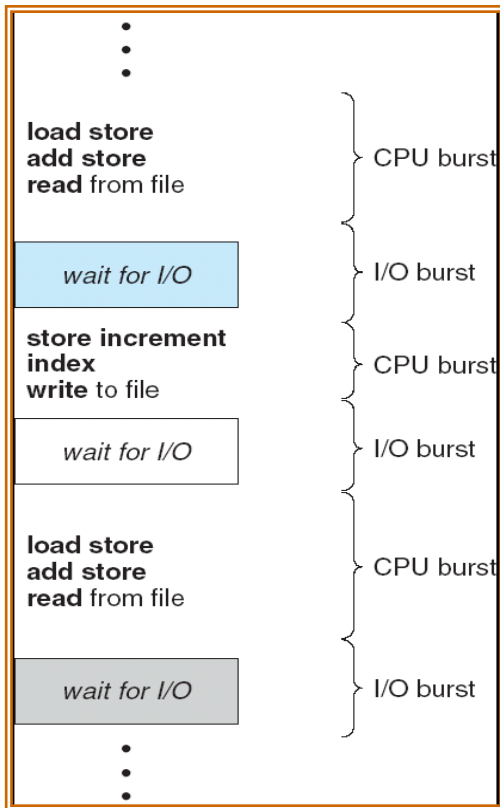 load store
add store
read from file
CPU burst
wait for I/O
I/O burst
store increment
index
write to file
CPU burst
wait for I/O
I/O burst
load store
add store
read from file
CPU burst
wait for I/O
I/O burst